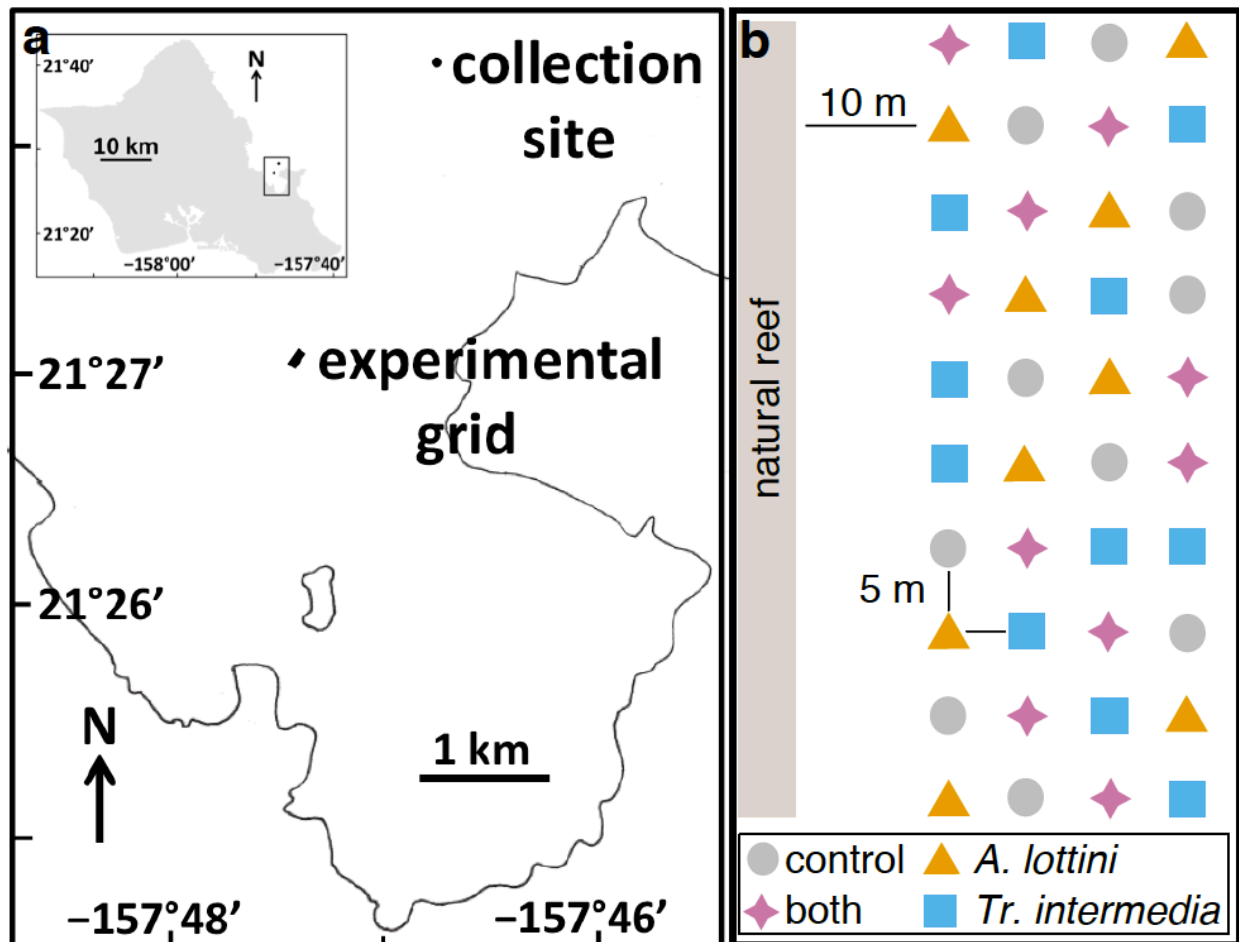 a
21°40′
N
10 km
21°20′
−158°00′
−157°40′
collection
site
experimental
grid
21°27′
21°26′
N
1 km
−157°48′
−157°46′
b
natural reef
10 m
5 m
control
A. lottini
both
Tr. intermedia